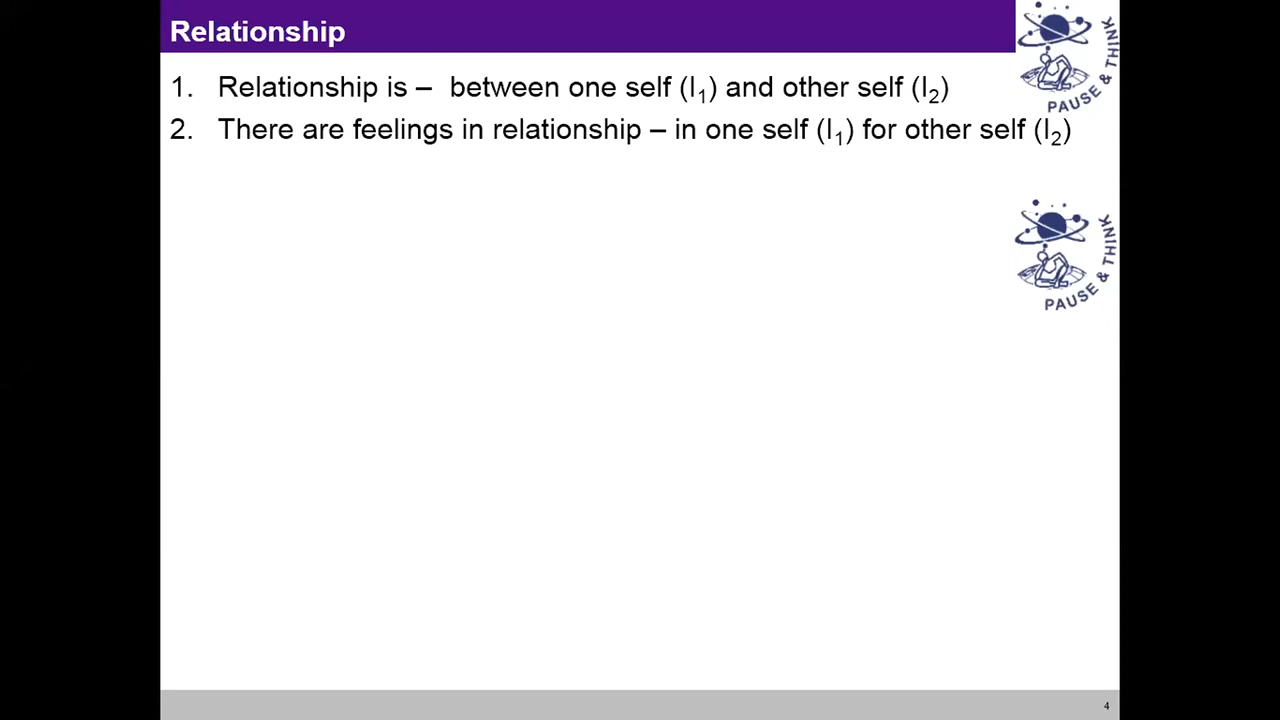 Relationship
1. Relationship is – between one self (I₁) and other self (I₂)
2. There are feelings in relationship – in one self (I₁) for other self (I₂)
PAUSE & THINK
PAUSE & THINK
4